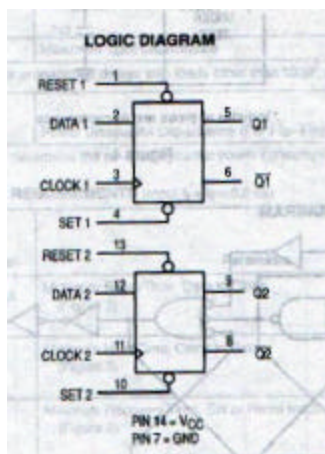 LOGIC DIAGRAM
RESET 1 1
DATA 1 2 5 Q1
CLOCK 1 3 6 Q1
SET 1 4
RESET 2 13
DATA 2 12 9 Q2
CLOCK 2 11 8 Q2
SET 2 10
PIN 14 = VCC
PIN 7 = GND